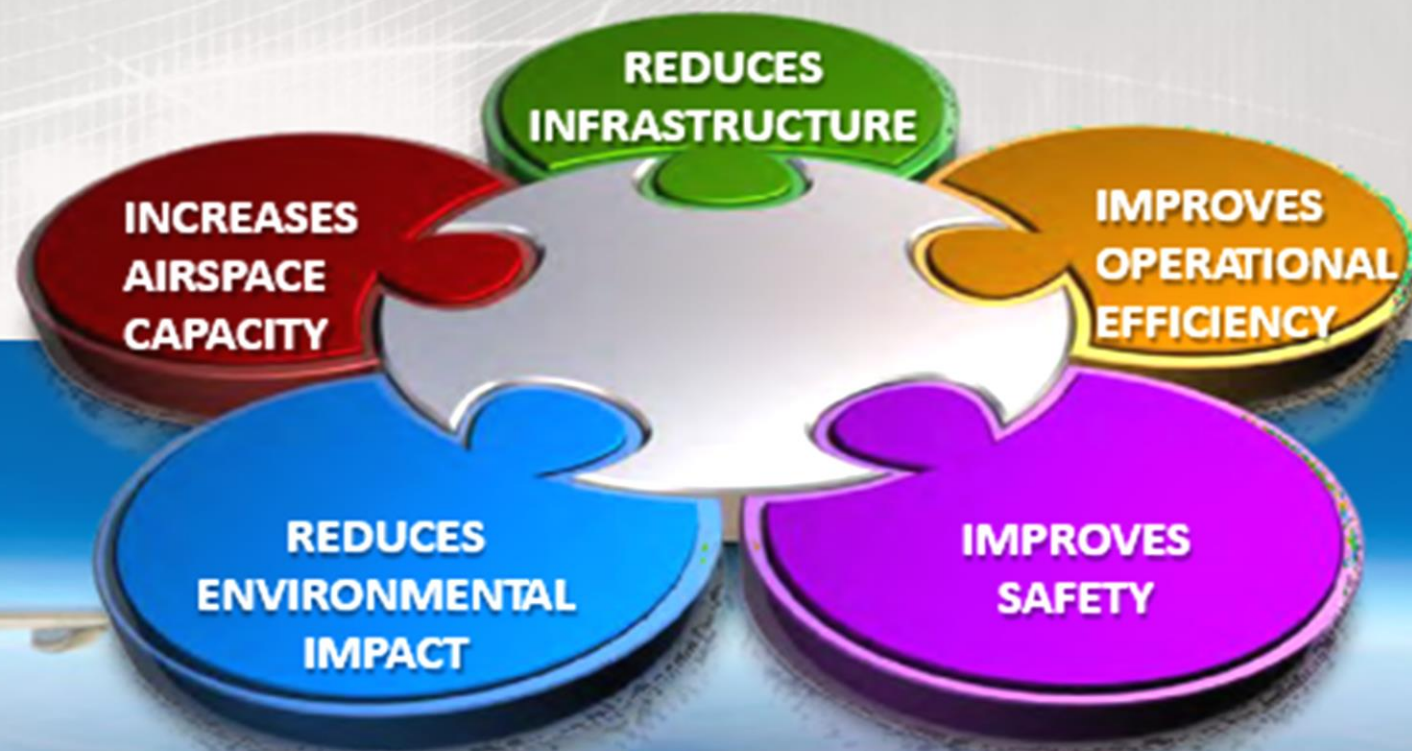 REDUCES
INFRASTRUCTURE
INCREASES
AIRSPACE
CAPACITY
IMPROVES
OPERATIONAL
EFFICIENCY
REDUCES
ENVIRONMENTAL
IMPACT
IMPROVES
SAFETY